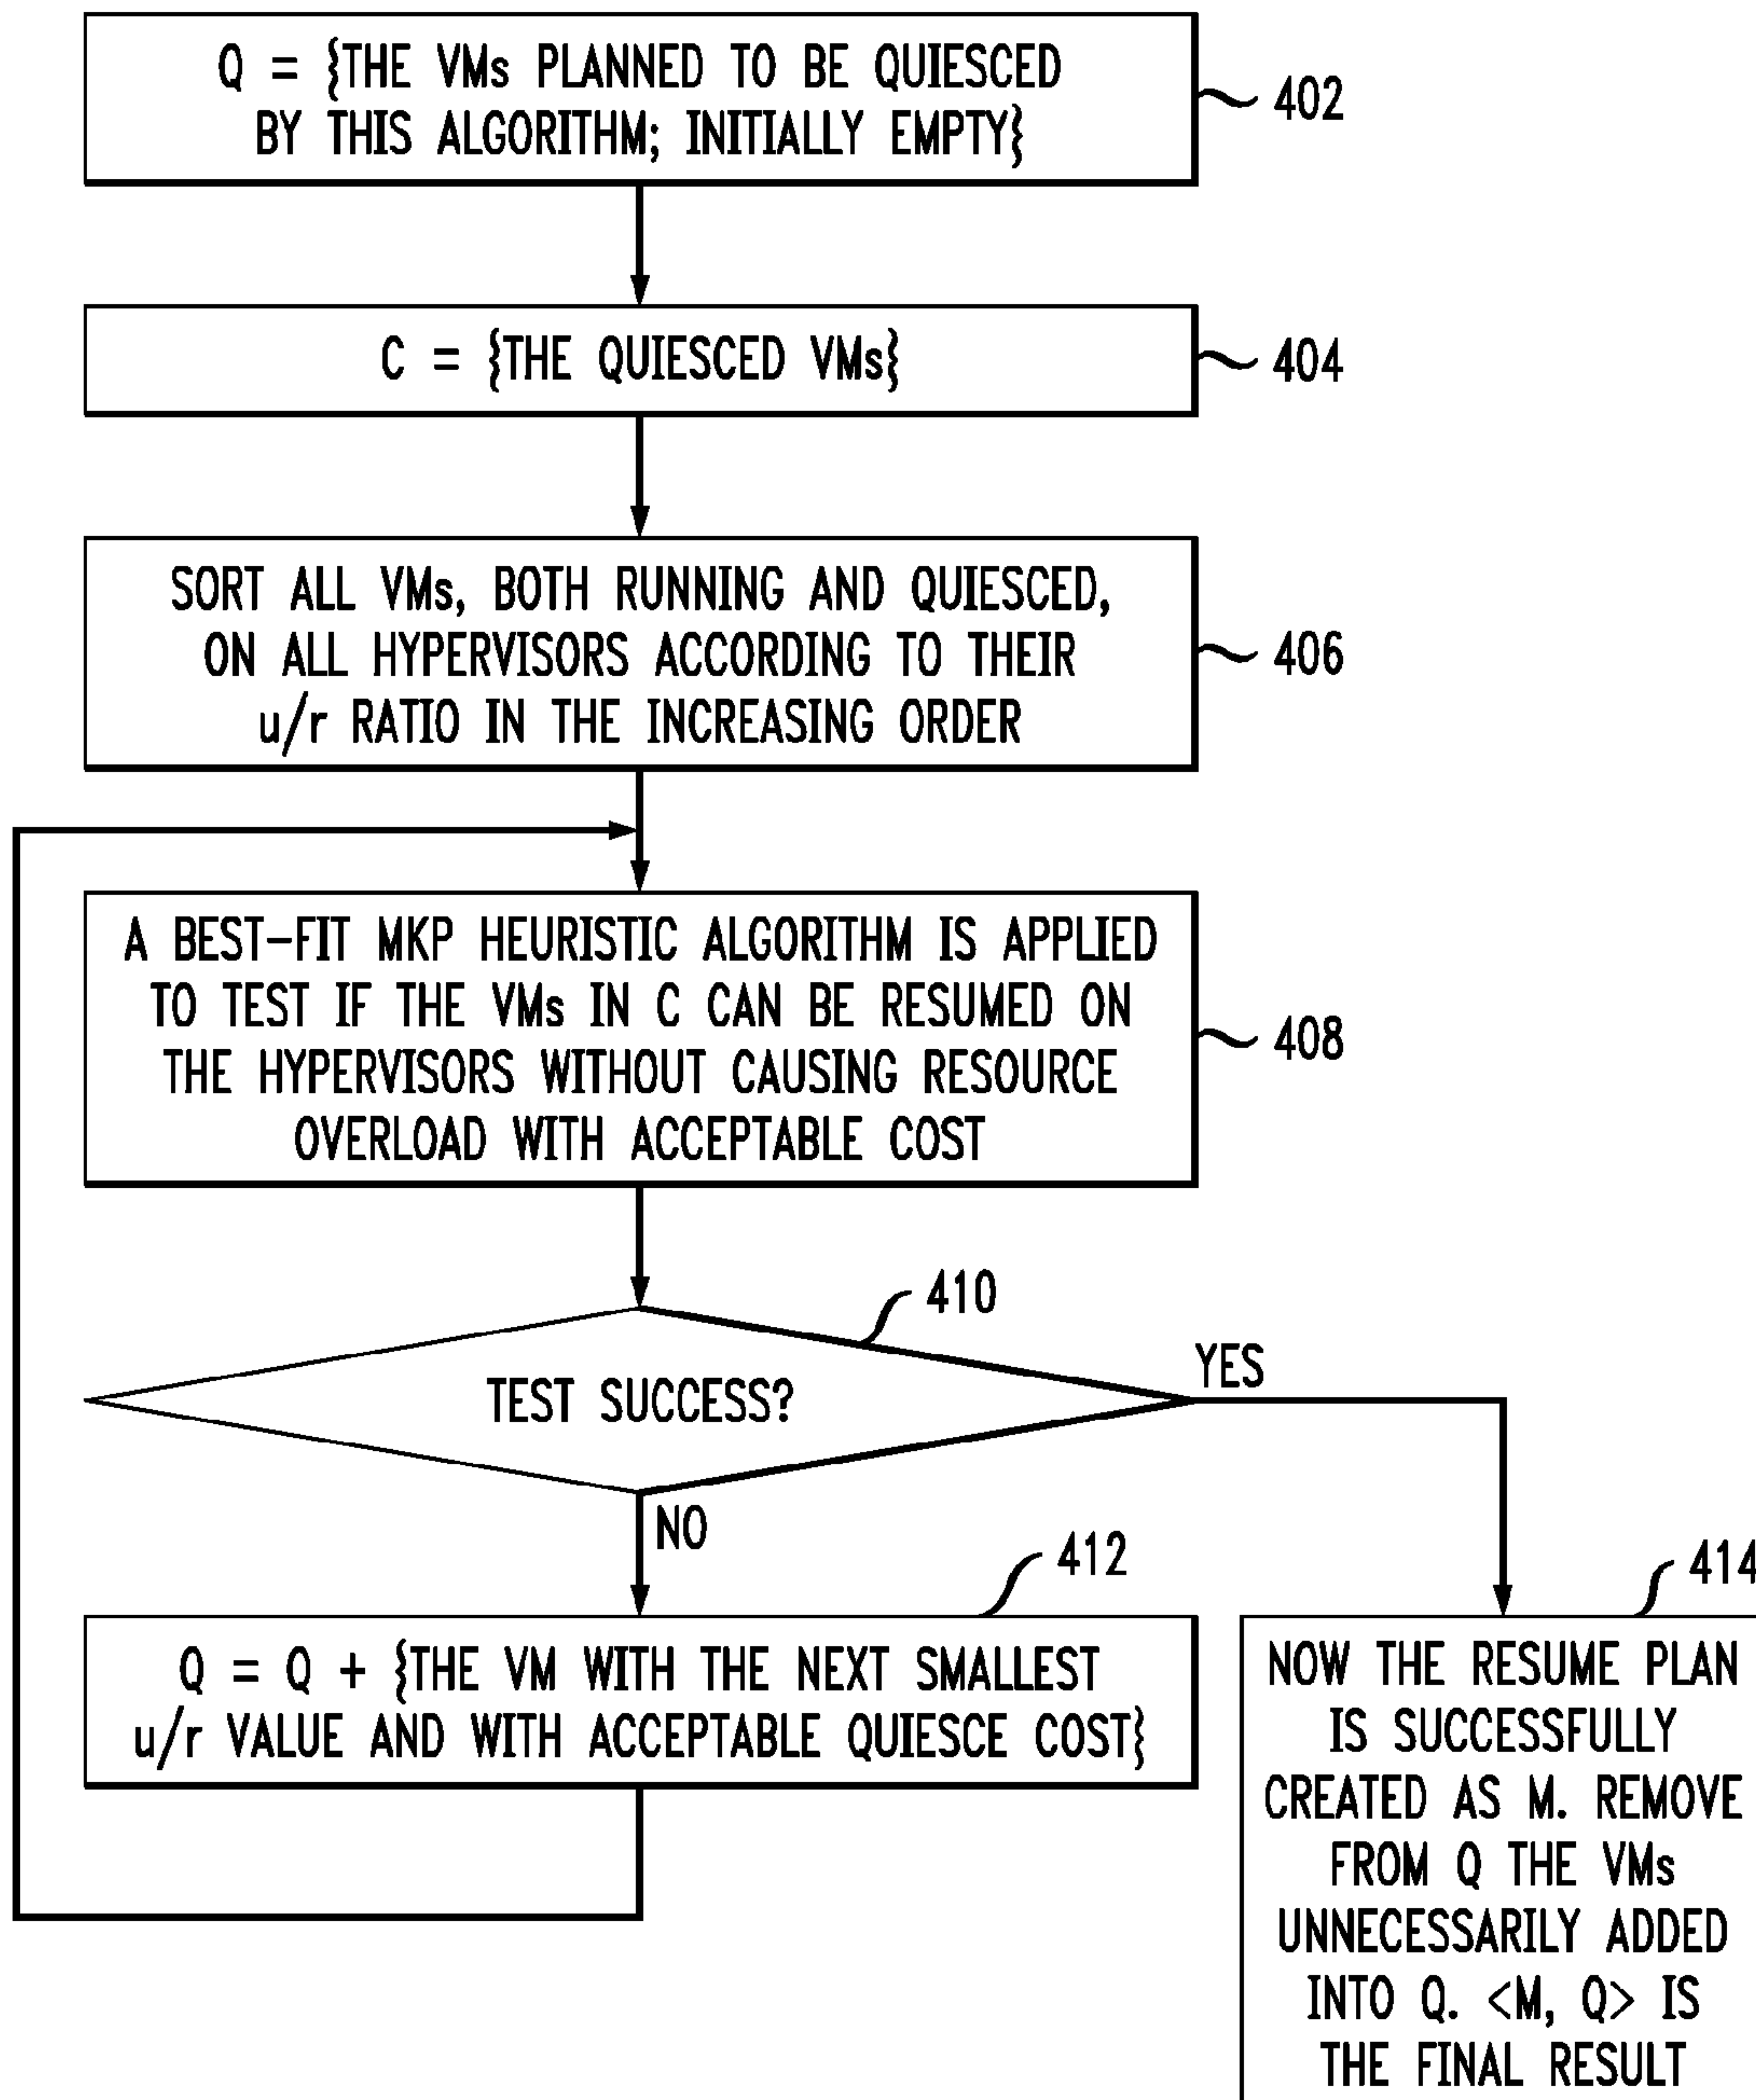 Q = {THE VMs PLANNED TO BE QUIESCED
BY THIS ALGORITHM; INITIALLY EMPTY}
402
C = {THE QUIESCED VMs}
404
SORT ALL VMs, BOTH RUNNING AND QUIESCED,
ON ALL HYPERVISORS ACCORDING TO THEIR
u/r RATIO IN THE INCREASING ORDER
406
A BEST-FIT MKP HEURISTIC ALGORITHM IS APPLIED
TO TEST IF THE VMs IN C CAN BE RESUMED ON
THE HYPERVISORS WITHOUT CAUSING RESOURCE
OVERLOAD WITH ACCEPTABLE COST
408
410
TEST SUCCESS?
YES
NO
412
Q = Q + {THE VM WITH THE NEXT SMALLEST
u/r VALUE AND WITH ACCEPTABLE QUIESCE COST}
414
NOW THE RESUME PLAN
IS SUCCESSFULLY
CREATED AS M. REMOVE
FROM Q THE VMs
UNNECESSARILY ADDED
INTO Q. <M, Q> IS
THE FINAL RESULT